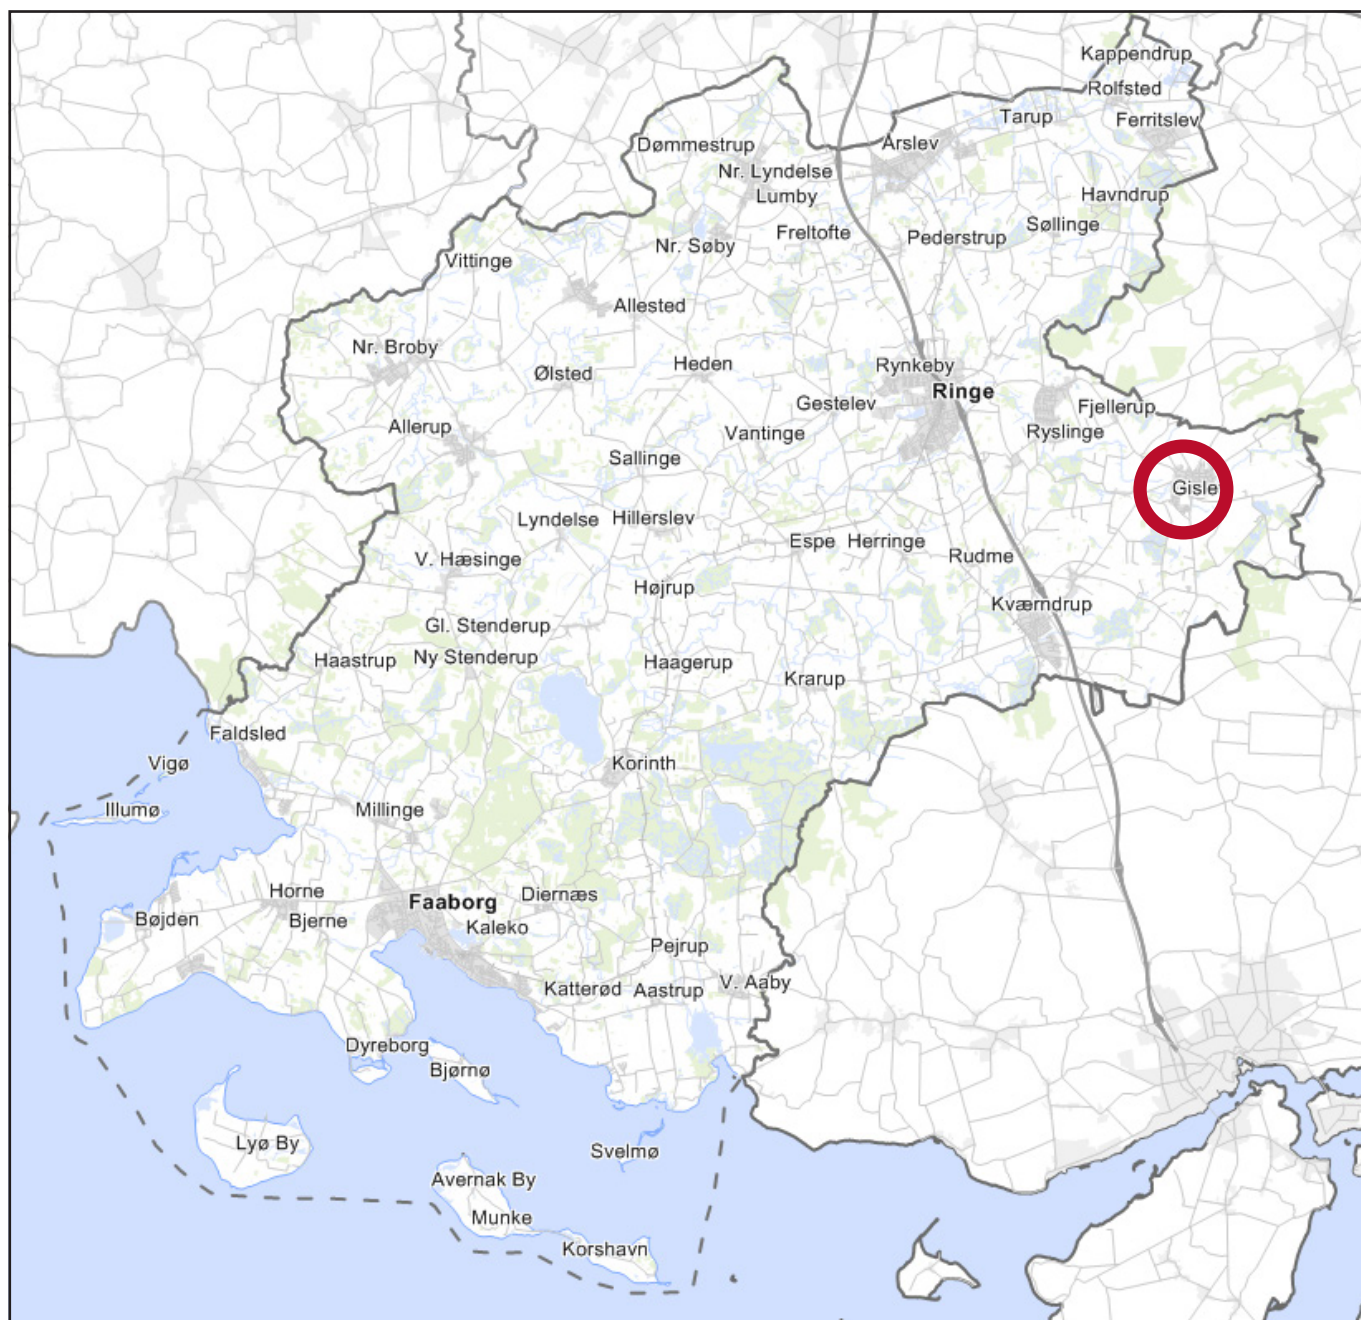 Kappendrup
Rolfsted
Tarup
Ferritslev
Dømmestrup
Årslev
Nr. Lyndelse
Lumby
Havndrup
Søllinge
Freltofte
Pederstrup
Nr. Søby
Vittinge
Allested
Nr. Broby
Heden
Rynkeby
Ølsted
Ringe
Gestelev
Fjellerup
Allerup
Vantinge
Ryslinge
Sallinge
Gisle
Lyndelse
Hillerslev
Espe
Herringe
Rudme
V. Hæsinge
Højrup
Kværndrup
Gl. Stenderup
Haastrup
Ny Stenderup
Haagerup
Krarup
Faldsled
Vigø
Korinth
Illumø
Millinge
Horne
Diernæs
Faaborg
Bøjden
Bjerne
Kaleko
Pejrup
Katterød
Aastrup
V. Aaby
Dyreborg
Bjørnø
Lyø By
Svelmø
Avernak By
Munke
Korshavn